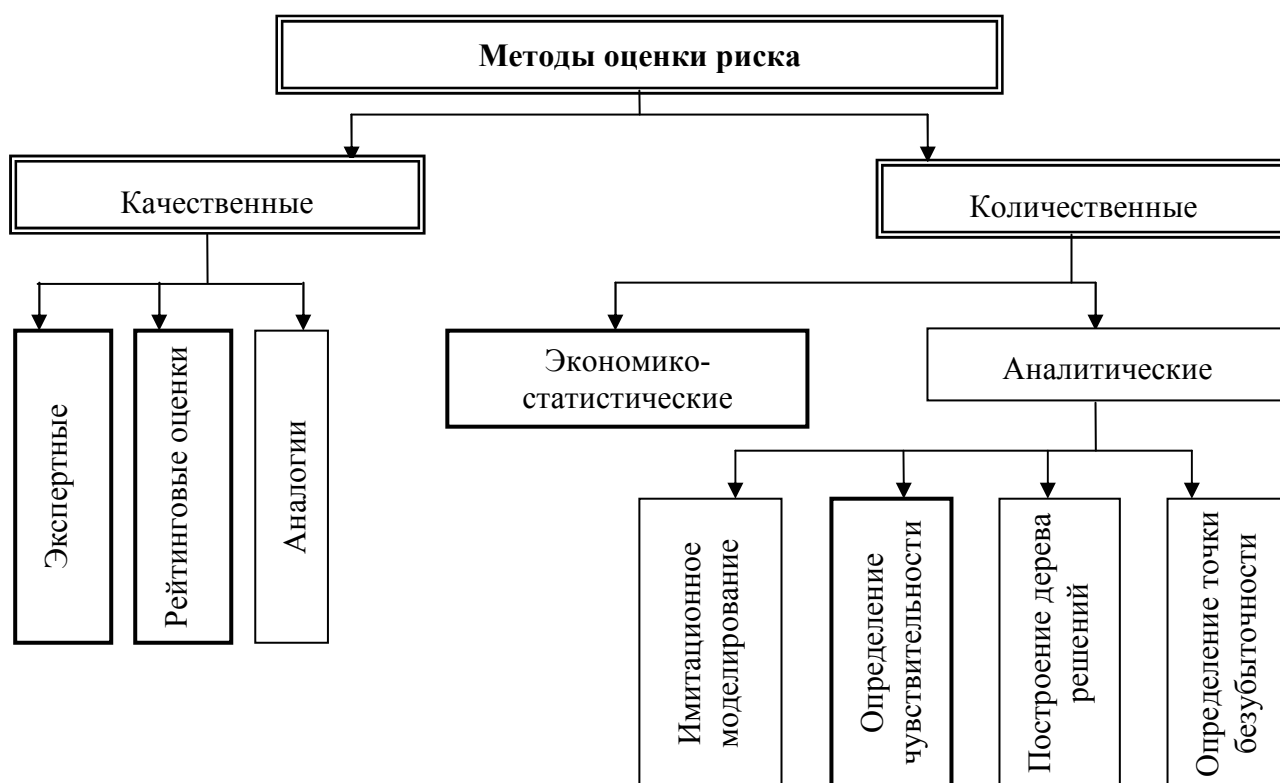 Методы оценки риска
Качественные
Количественные
Экспертные
Рейтинговые оценки
Аналогии
Экономико-
статистические
Аналитические
Имитационное
моделирование
Определение
чувствительности
Построение дерева
решений
Определение точки
безубыточности